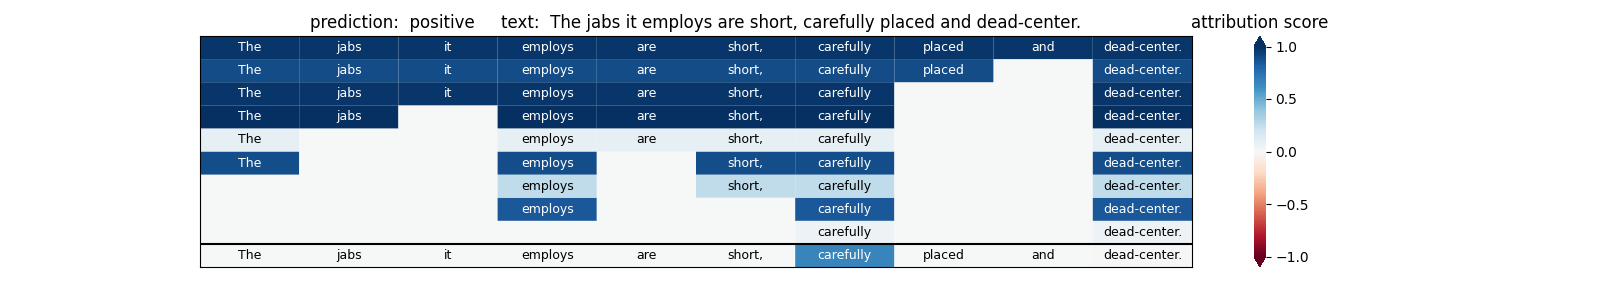 prediction: positive text: The jabs it employs are short, carefully placed and dead-center. attribution score
The jabs it employs are short, carefully placed and dead-center. 1.0
The jabs it employs are short, carefully placed dead-center.
The jabs it employs are short, carefully dead-center. 0.5
The jabs employs are short, carefully dead-center.
The employs are short, carefully dead-center. 0.0
The employs short, carefully dead-center.
employs short, carefully dead-center. −0.5
employs carefully dead-center.
carefully dead-center.
The jabs it employs are short, carefully placed and dead-center. −1.0